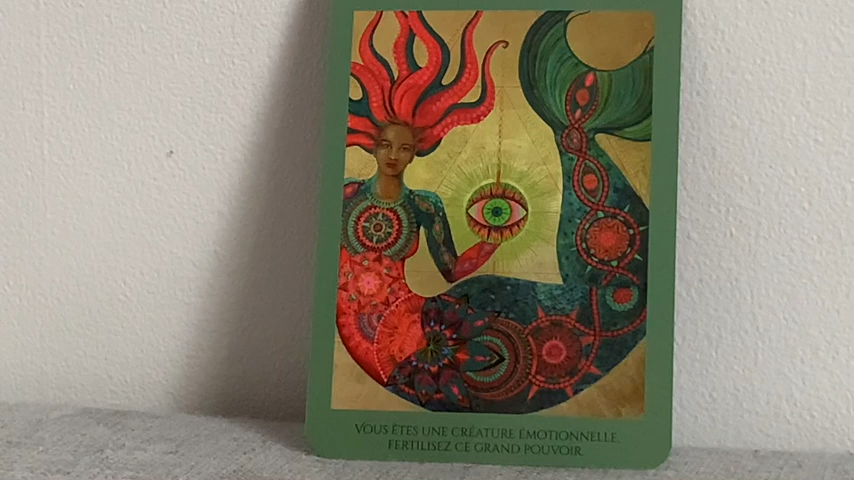 VOUS ÊTES UNE CRÉATURE ÉMOTIONNELLE,
FERTILISEZ CE GRAND POUVOIR.